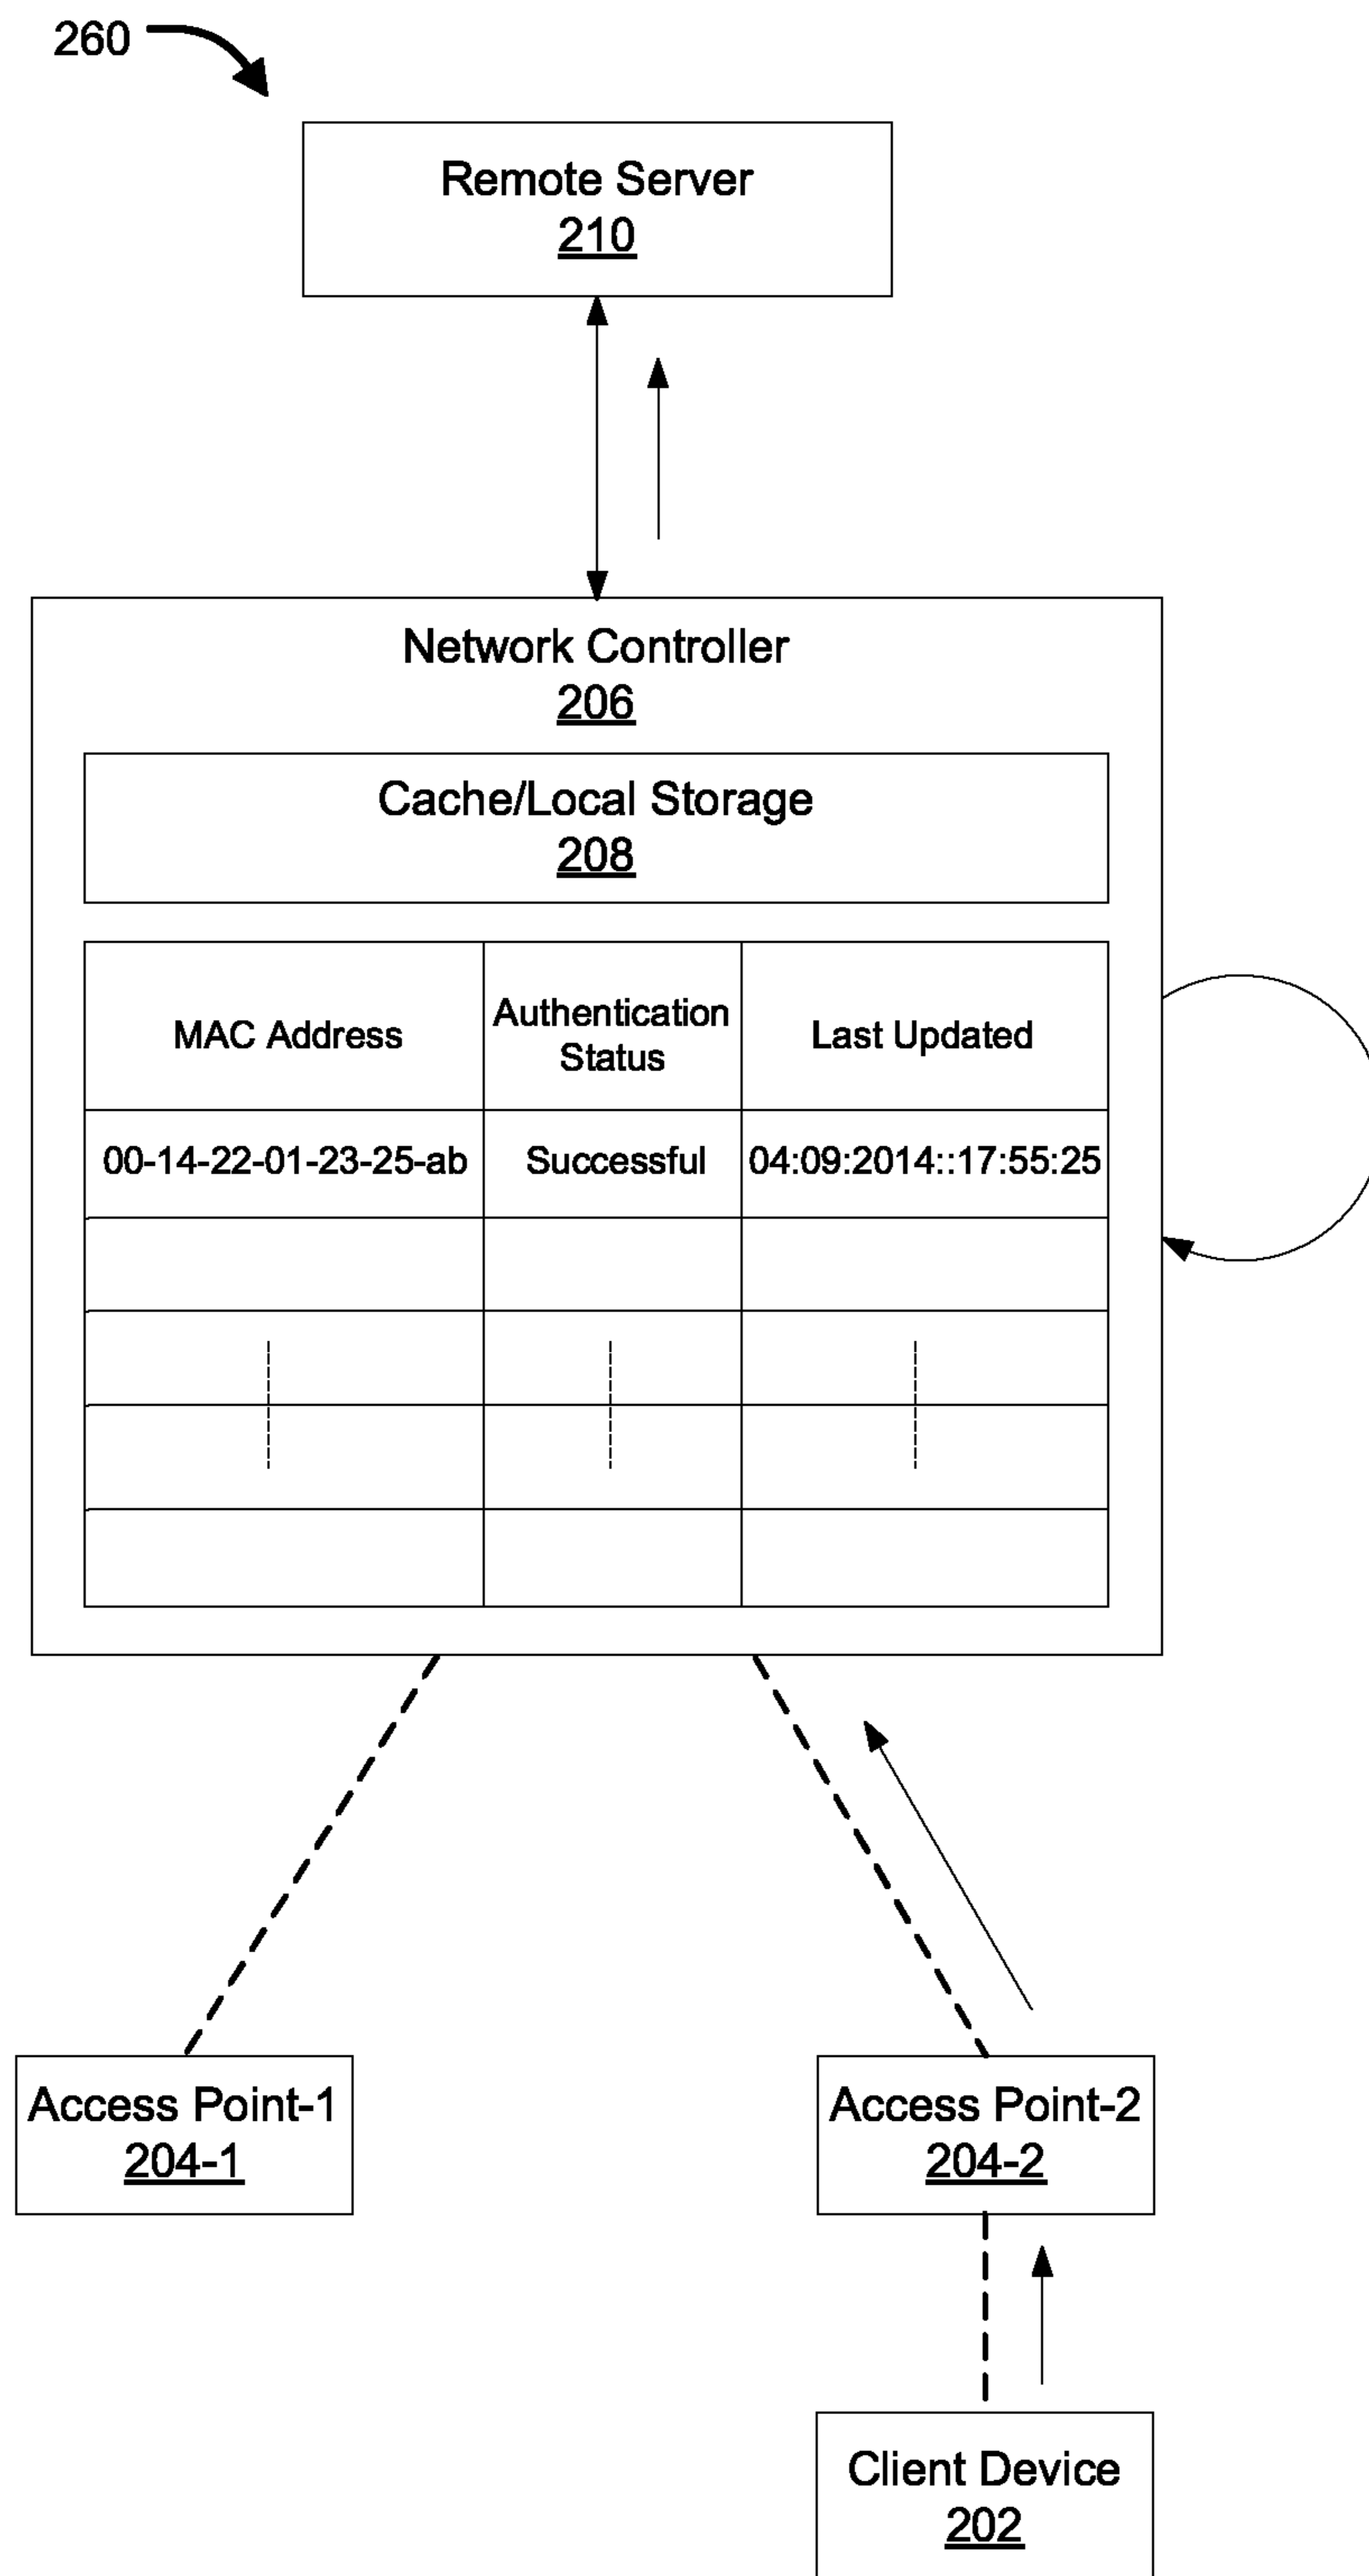 260
Remote Server
210
Network Controller
206
Cache/Local Storage
208
MAC Address
Authentication
Status
Last Updated
00-14-22-01-23-25-ab
Successful
04:09:2014::17:55:25
Access Point-1
204-1
Access Point-2
204-2
Client Device
202